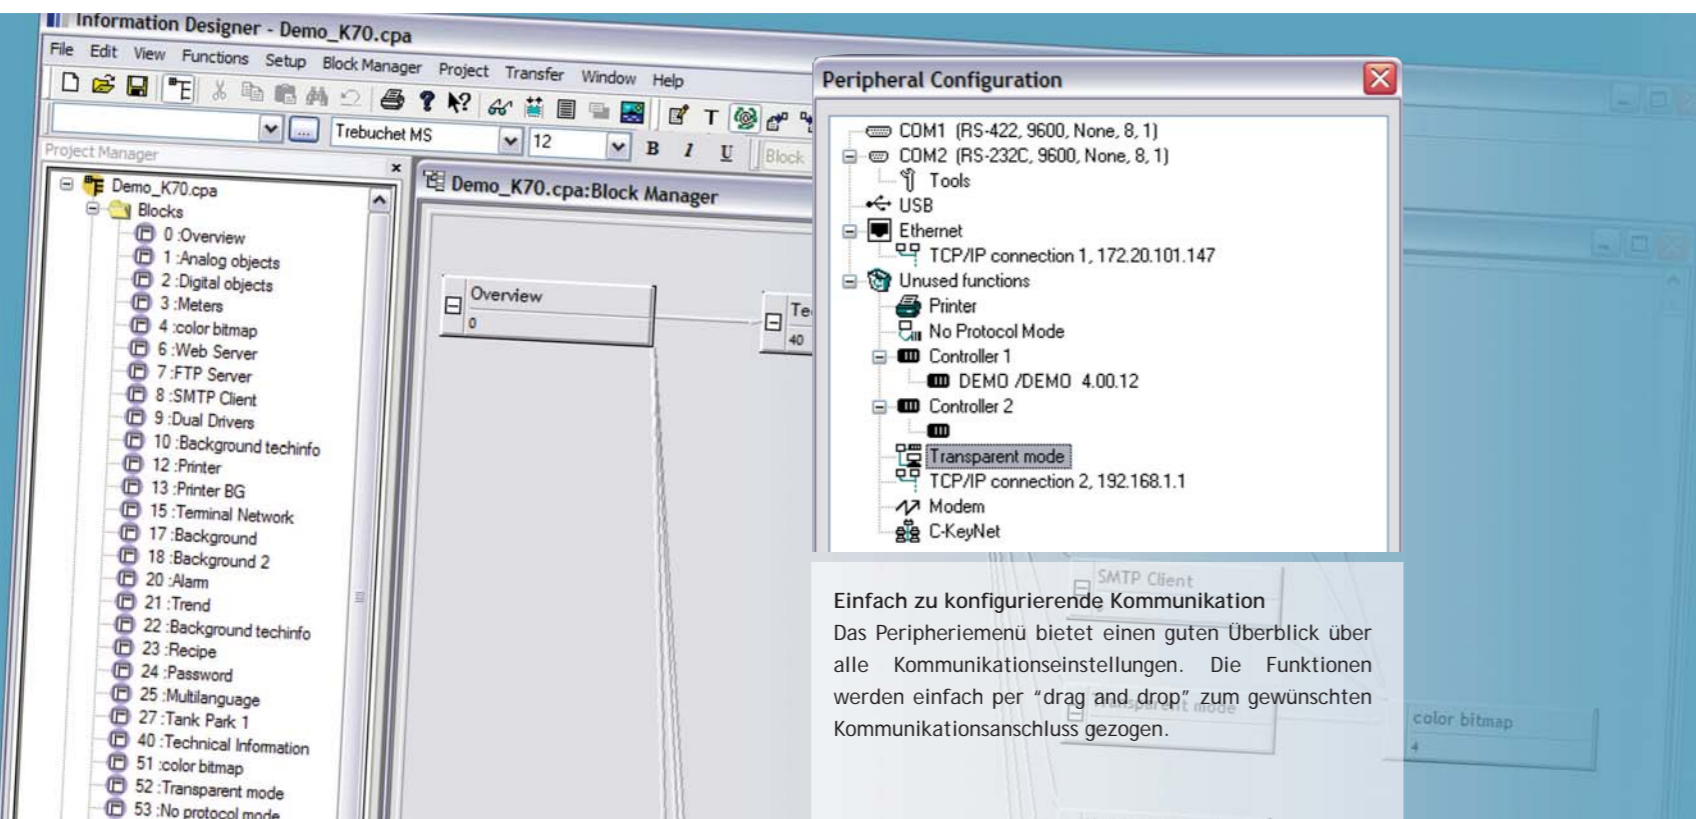 Information Designer - Demo_K70.cpa
File Edit View Functions Setup Block Manager Project Transfer Window Help
Trebuchet MS 12 B I U Block
Project Manager
Demo_K70.cpa
Blocks
0 :Overview
1 :Analog objects
2 :Digital objects
3 :Meters
4 :color bitmap
6 :Web Server
7 :FTP Server
8 :SMTP Client
9 :Dual Drivers
10 :Background techinfo
12 :Printer
13 :Printer BG
15 :Terminal Network
17 :Background
18 :Background 2
20 :Alarm
21 :Trend
22 :Background techinfo
23 :Recipe
24 :Password
25 :Multilanguage
27 :Tank Park 1
40 :Technical Information
51 :color bitmap
52 :Transparent mode
53 :No protocol mode
Demo_K70.cpa:Block Manager
Overview
0
Te
40
Peripheral Configuration
COM1 (RS-422, 9600, None, 8, 1)
COM2 (RS-232C, 9600, None, 8, 1)
Tools
USB
Ethernet
TCP/IP connection 1, 172.20.101.147
Unused functions
Printer
No Protocol Mode
Controller 1
DEMO /DEMO 4.00.12
Controller 2
Transparent mode
TCP/IP connection 2, 192.168.1.1
Modem
C-KeyNet
SMTP Client
Einfach zu konfigurierende Kommunikation
Das Peripheriemenü bietet einen guten Überblick über
alle Kommunikationseinstellungen. Die Funktionen
werden einfach per “drag and drop” zum gewünschten
Kommunikationsanschluss gezogen.
Transparent mode
color bitmap
4